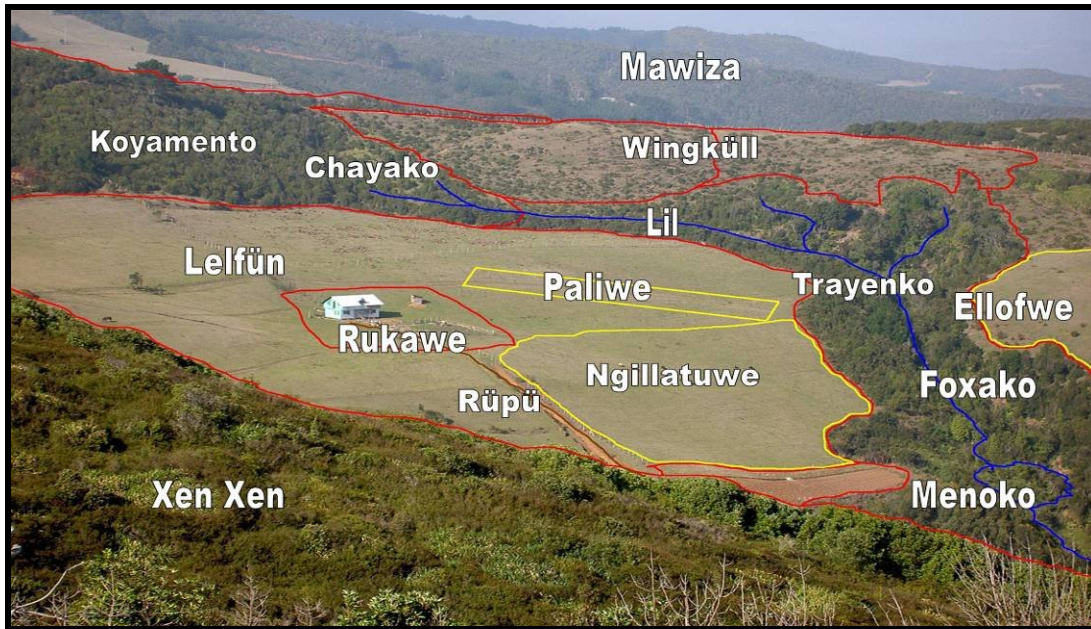 Mawiza
Koyamento
Wingküll
Chayako
Lil
Lelfün
Paliwe
Trayenko
Ellofwe
Rukawe
Ngillatuwe
Rüpü
Foxako
Xen Xen
Menoko